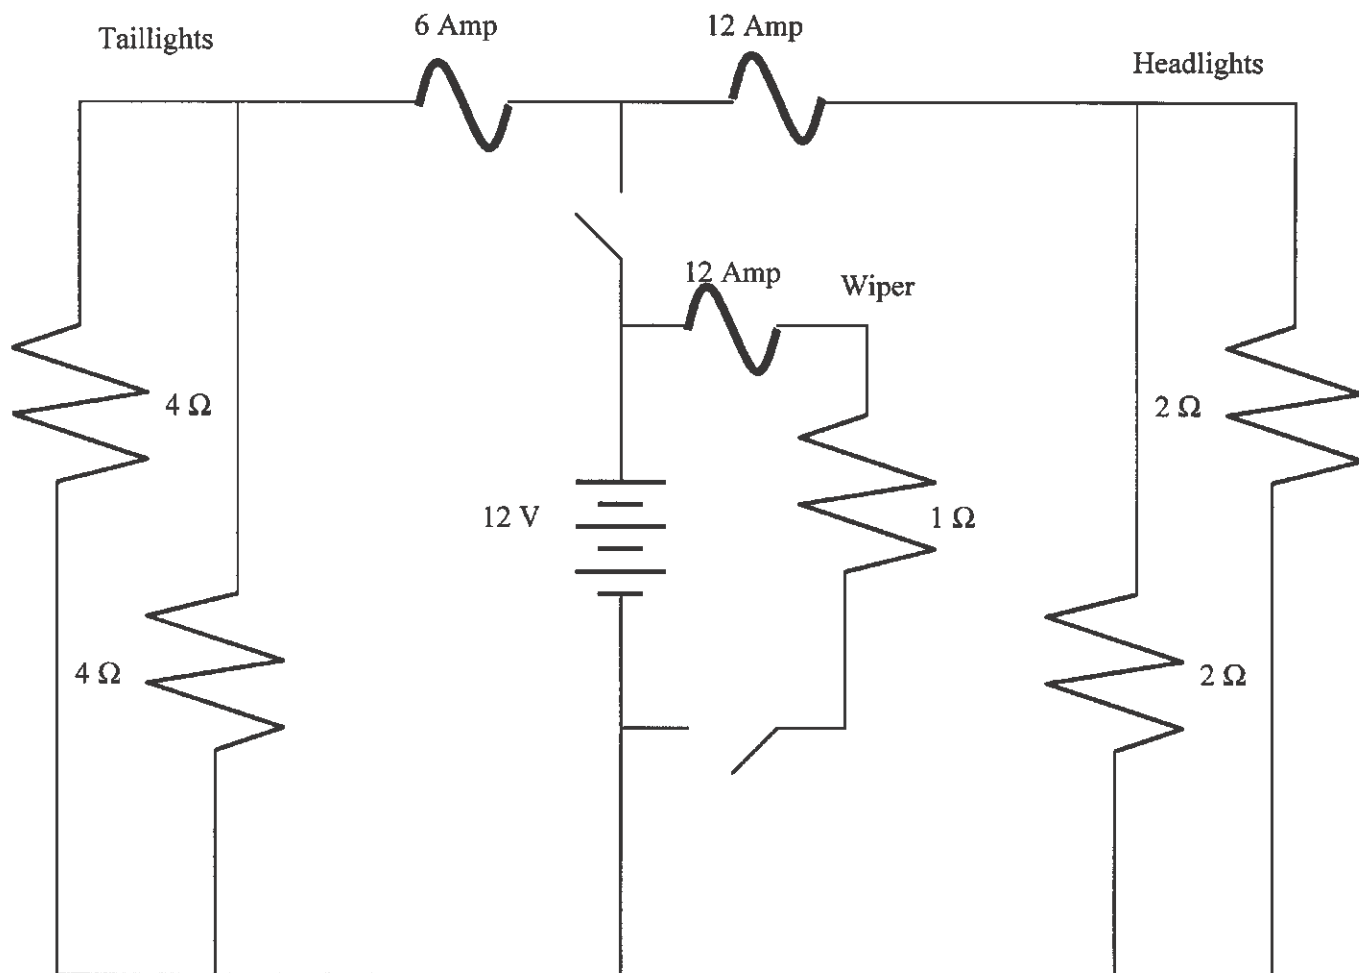 6 Amp
12 Amp
Taillights
Headlights
12 Amp
Wiper
4 Ω
2 Ω
12 V
1 Ω
4 Ω
2 Ω